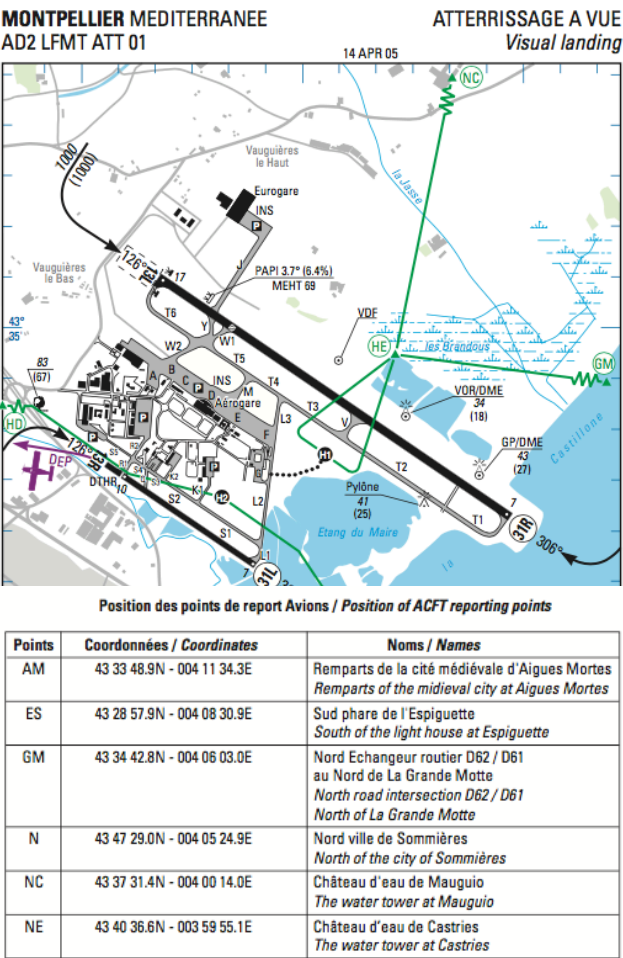 MONTPELLIER MEDITERRANEE
AD2 LFMT ATT 01
ATTERRISSAGE A VUE
Visual landing
14 APR 05
NC
1000
(1000)
Vauguières
le Haut
la Jasse
Eurogare
INS
P
126°
13L
17
J
PAPI 3.7° (6.4%)
MEHT 69
Vauguières
le Bas
T6
Y
W1
W2
T5
VDF
43°
35'
HE
les Brandous
GM
83
(67)
A
B
C
INS
D
M
T4
Aérogare
E
VOR/DME
34
(18)
HD
P
P
F
L3
T3
V
Castillone
GP/DME
43
(27)
126°
13R
DEP
S5
R2
R1
H1
T2
DTHR
10
S3
K2
P
K1
S2
H2
L2
Pylône
41
(25)
7
T1
31R
306°
S1
Etang du Maire
la
L1
7
31L
Position des points de report Avions / Position of ACFT reporting points
Points Coordonnées / Coordinates Noms / Names
AM 43 33 48.9N - 004 11 34.3E Remparts de la cité médiévale d'Aigues Mortes
Remparts of the midieval city at Aigues Mortes
ES 43 28 57.9N - 004 08 30.9E Sud phare de l'Espiguette
South of the light house at Espiguette
GM 43 34 42.8N - 004 06 03.0E Nord Echangeur routier D62 / D61
au Nord de La Grande Motte
North road intersection D62 / D61
North of La Grande Motte
N 43 47 29.0N - 004 05 24.9E Nord ville de Sommières
North of the city of Sommières
NC 43 37 31.4N - 004 00 14.0E Château d'eau de Mauguio
The water tower at Mauguio
NE 43 40 36.6N - 003 59 55.1E Château d'eau de Castries
The water tower at Castries